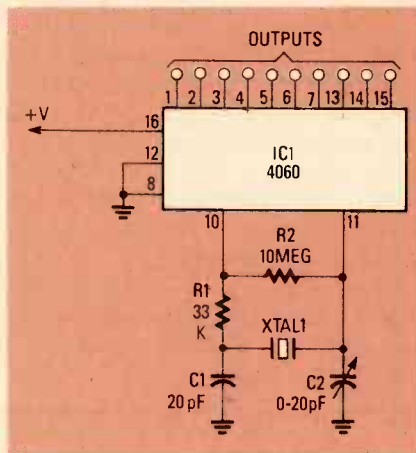 OUTPUTS
1 2 3 4 5 6 7 13 14 15
+V
16
12
8
IC1
4060
10
11
R2
10MEG
R1
33
K
XTAL1
C1
20 pF
C2
0-20pF